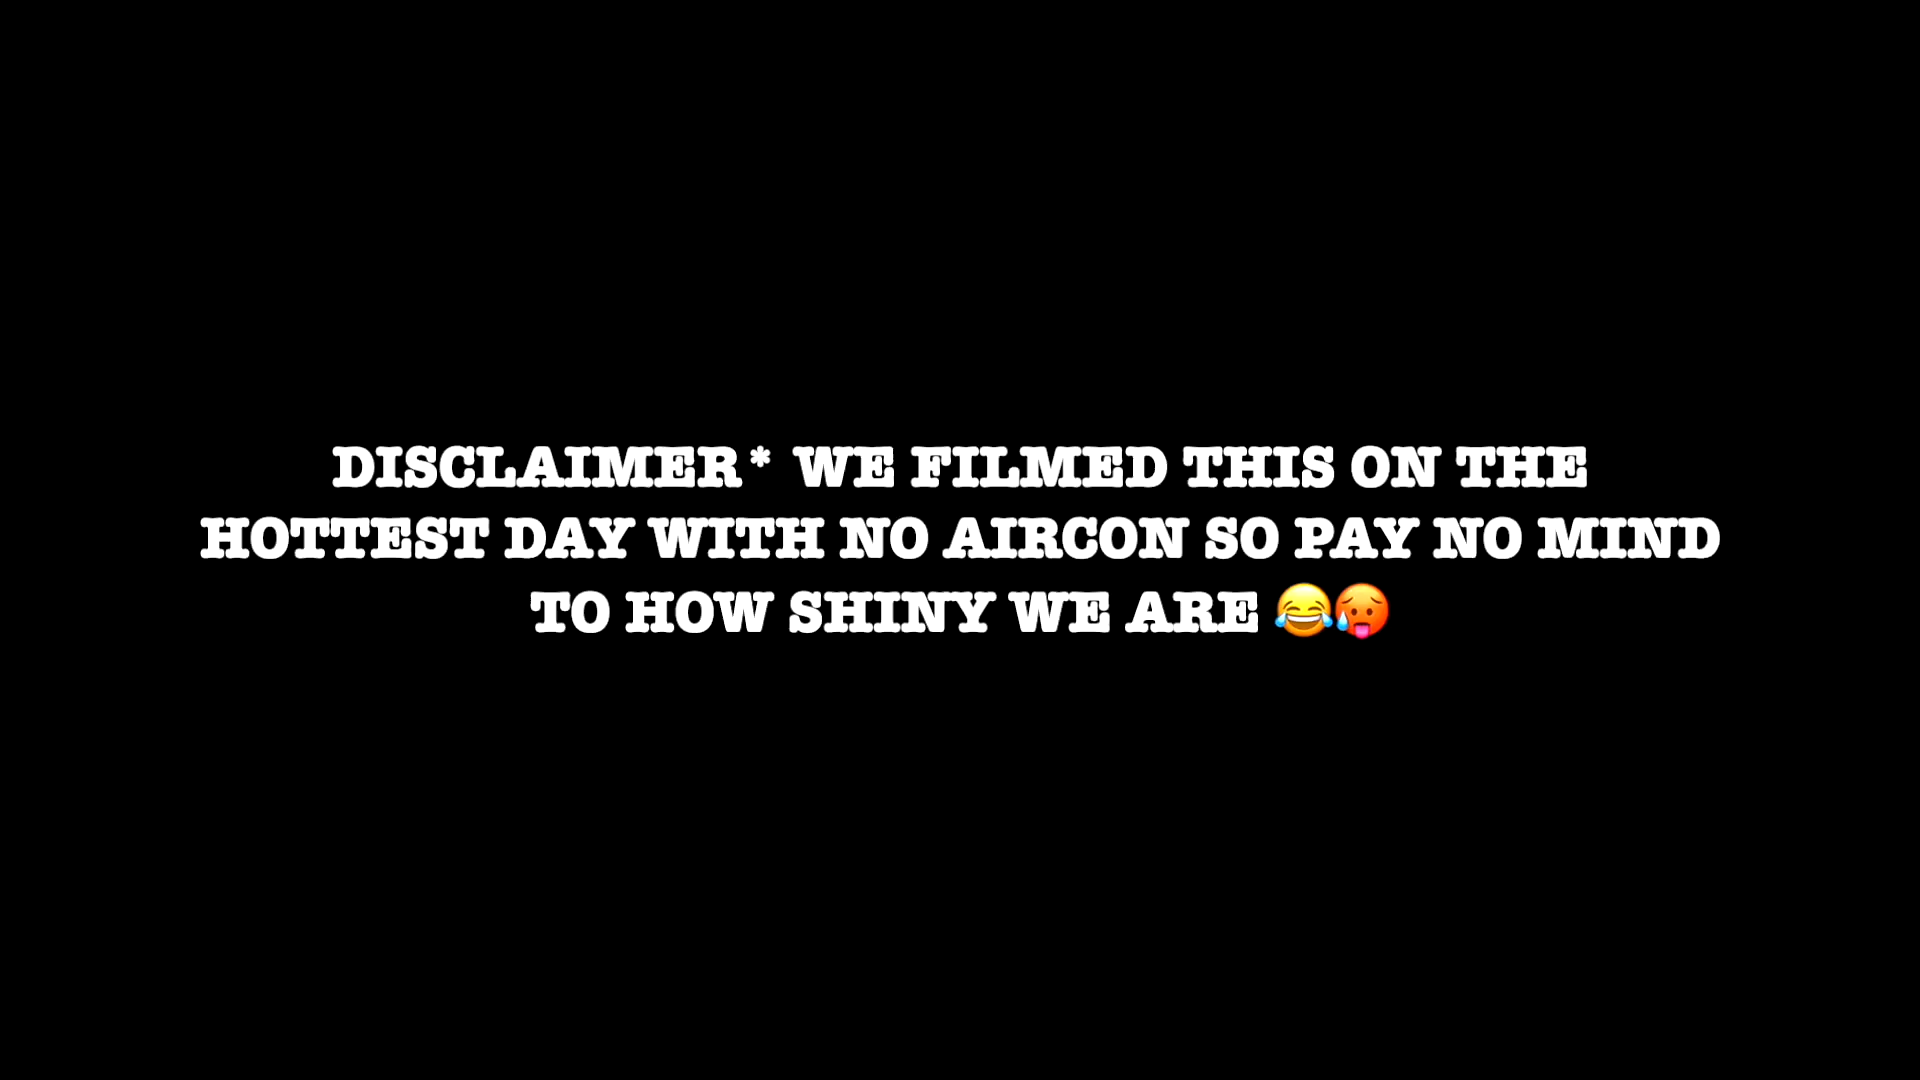 DISCLAIMER* WE FILMED THIS ON THE
HOTTEST DAY WITH NO AIRCON SO PAY NO MIND
TO HOW SHINY WE ARE 😂🥵